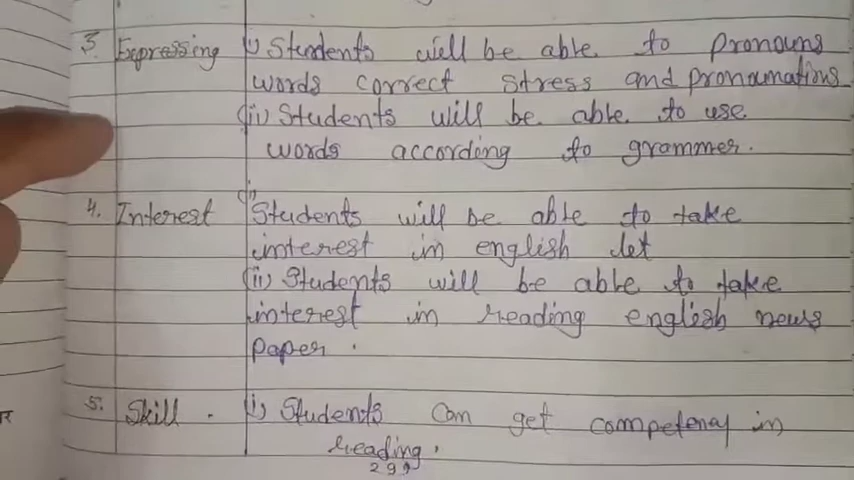 3. Expressing (i) Students will be able to pronouns
words correct stress and pronamations
(ii) Students will be able to use
words according to grammer.
4. Interest (i) Students will be able to take
interest in english let
(ii) Students will be able to take
interest in reading english news
paper.
5. Skill. (i) Students can get competency in
reading.
299